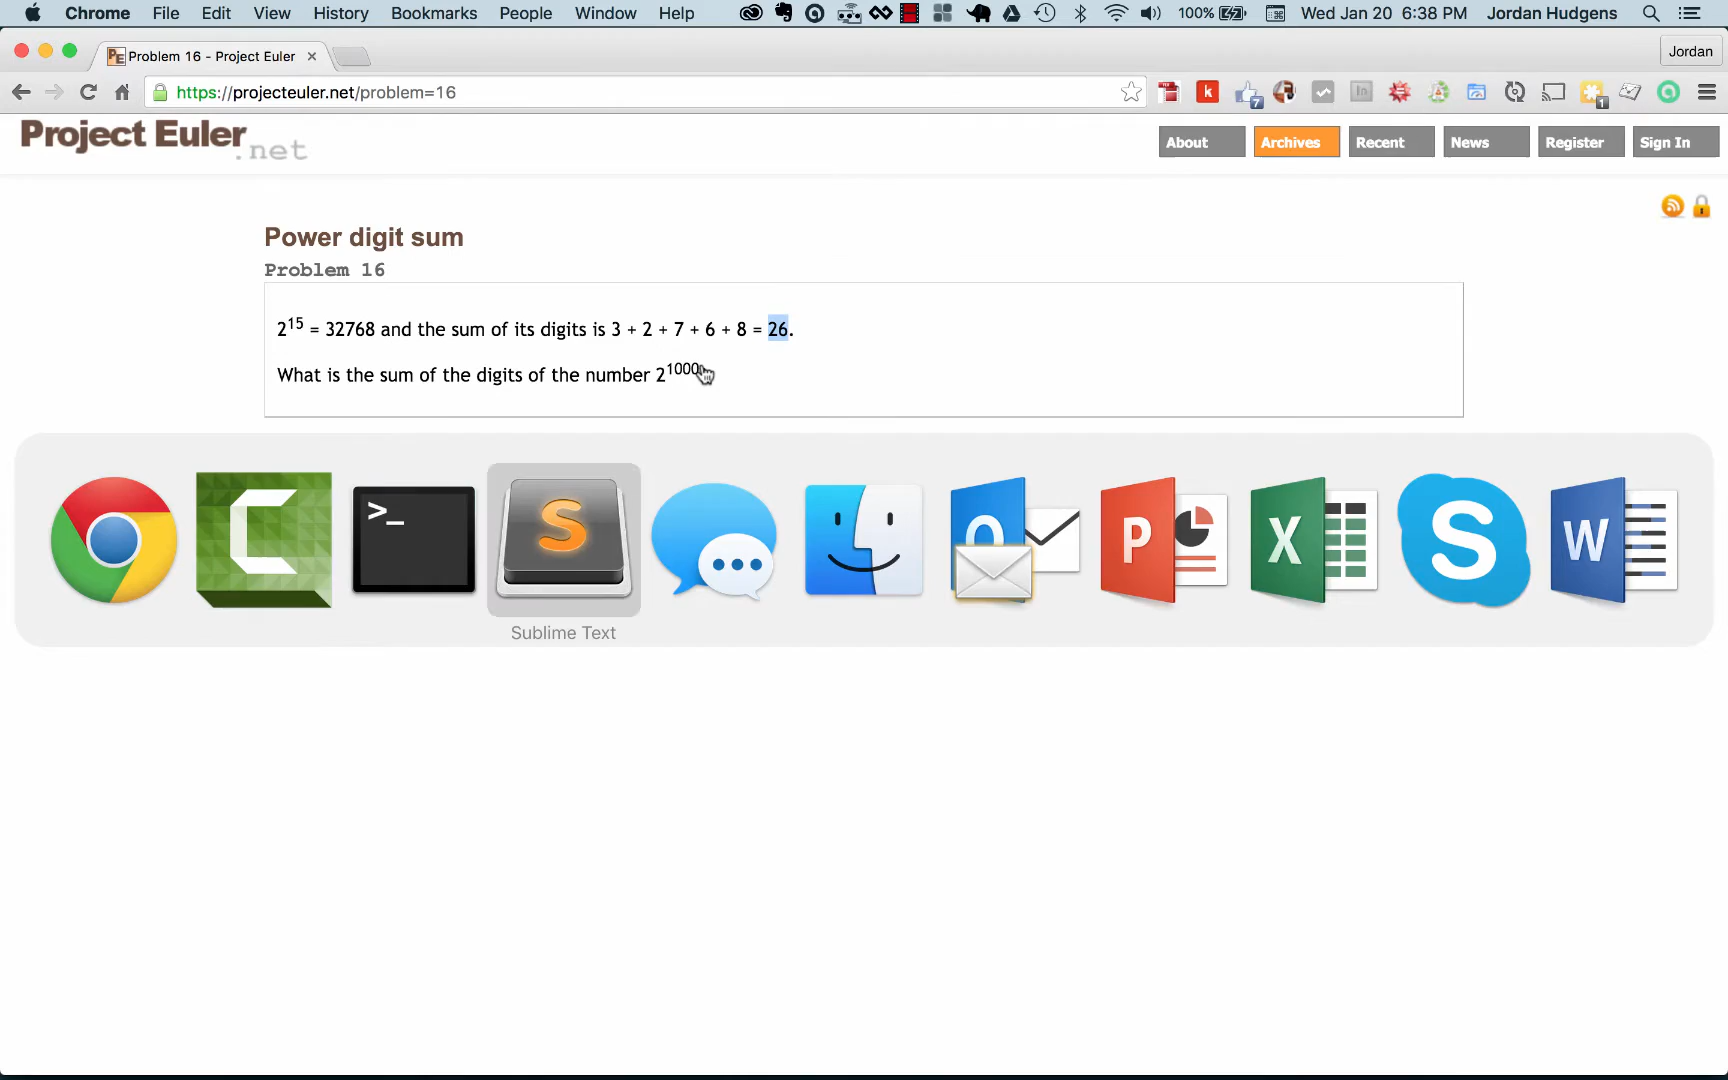 Chrome File Edit View History Bookmarks People Window Help 100% Wed Jan 20 6:38 PM Jordan Hudgens
Problem 16 - Project Euler Jordan
https://projecteuler.net/problem=16
Project Euler .net
About Archives Recent News Register Sign In
Power digit sum
Problem 16
2¹⁵ = 32768 and the sum of its digits is 3 + 2 + 7 + 6 + 8 = 26.
What is the sum of the digits of the number 2¹⁰⁰⁰
Sublime Text